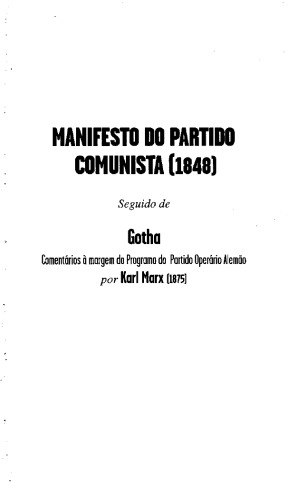 MANIFESTO DO PARTIDO
COMUNISTA (1848)
Seguido de
Gotha
Comentários à margem do Programa do Partido Operário Alemão
por Karl Marx (1875)